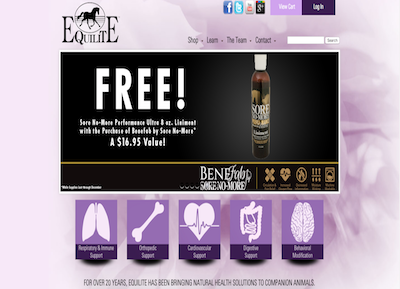 View Cart
Log In
EQUILITE
Shop
Learn
The Team
Contact
Search
FREE!
Sore No-More Performance Ultra 8 oz. Liniment
with the Purchase of Benefab by Sore No-More*
A $16.95 Value!
SORE
NO-MORE
Liniment
BENEfab
by
SORE NO-MORE
*While Supplies Last through December
Respiratory & Immune
Support
Orthopedic
Support
Cardiovascular
Support
Digestive
Support
Behavioral
Modification
FOR OVER 20 YEARS, EQUILITE HAS BEEN BRINGING NATURAL HEALTH SOLUTIONS TO COMPANION ANIMALS.